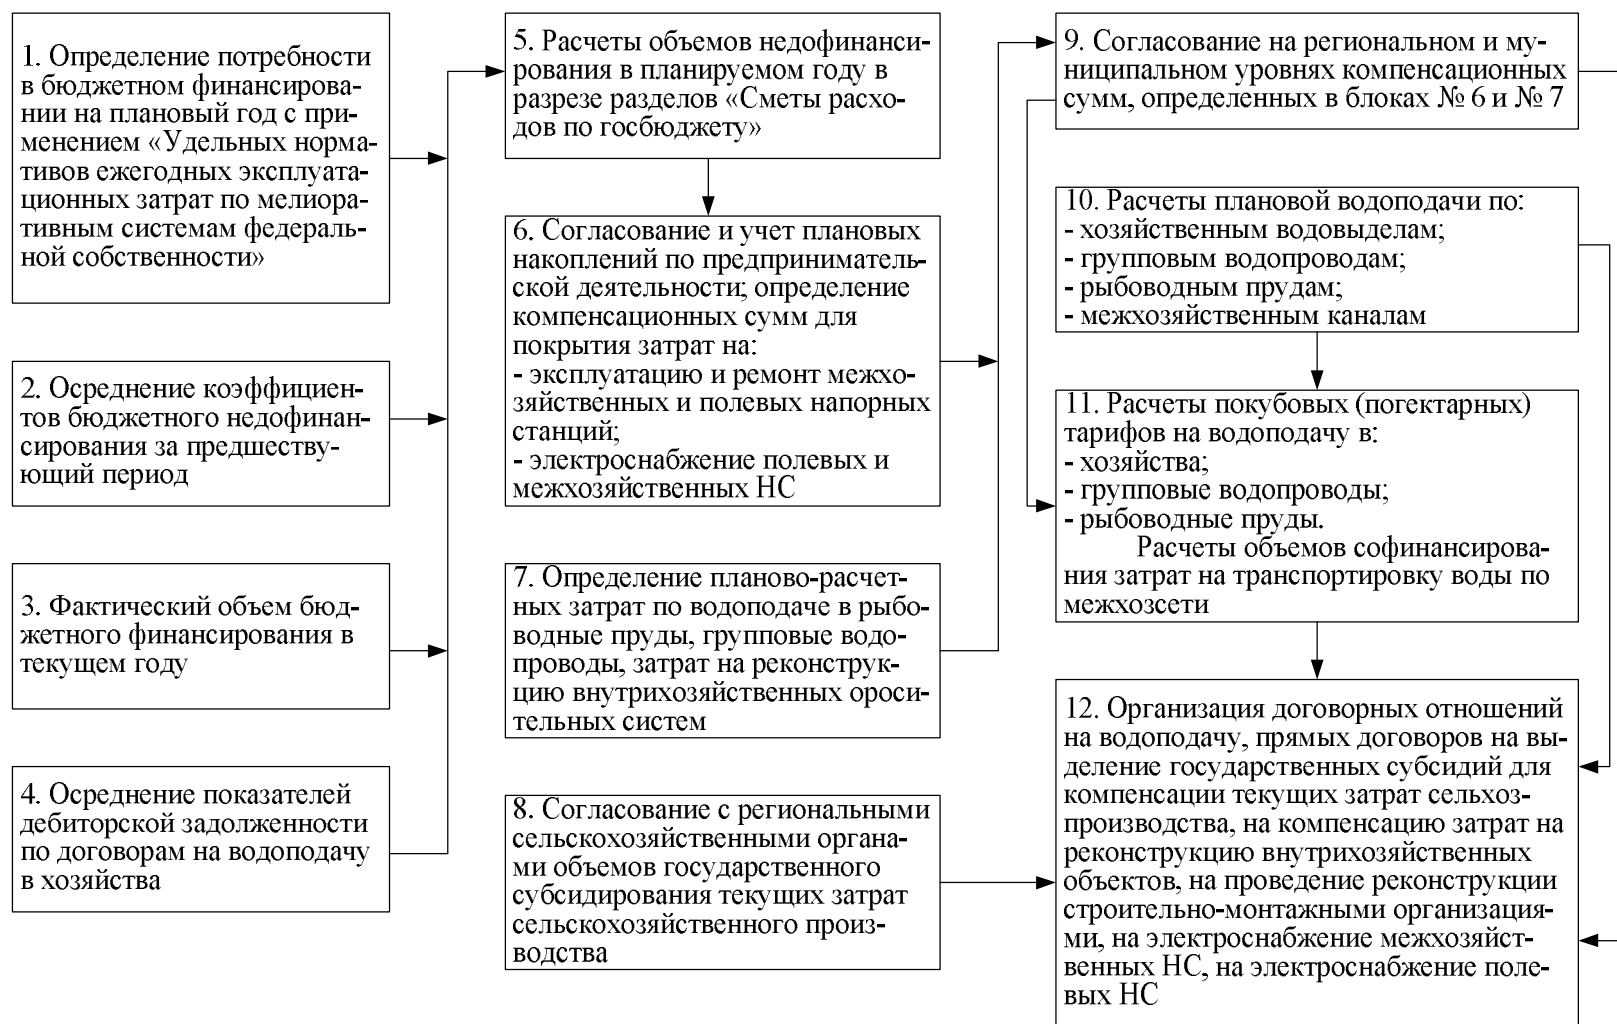 1. Определение потребности
в бюджетном финансирова-
нии на плановый год с при-
менением «Удельных норма-
тивов ежегодных эксплуата-
ционных затрат по мелиора-
тивным системам федераль-
ной собственности»
2. Осреднение коэффициен-
тов бюджетного недофинан-
сирования за предшеству-
ющий период
3. Фактический объем бюд-
жетного финансирования в
текущем году
4. Осреднение показателей
дебиторской задолженности
по договорам на водоподачу
в хозяйства
5. Расчеты объемов недофинанси-
рования в планируемом году в
разрезе разделов «Сметы расхо-
дов по госбюджету»
6. Согласование и учет плановых
накоплений по предприниматель-
ской деятельности; определение
компенсационных сумм для
покрытия затрат на:
- эксплуатацию и ремонт межхо-
зяйственных и полевых напорных
станций;
- электроснабжение полевых и
межхозяйственных НС
7. Определение планово-расчет-
ных затрат по водоподаче в рыбо-
водные пруды, групповые водо-
проводы, затрат на реконструк-
цию внутрихозяйственных ороси-
тельных систем
8. Согласование с региональными
сельскохозяйственными органа-
ми объемов государственного
субсидирования текущих затрат
сельскохозяйственного произ-
водства
9. Согласование на региональном и му-
ниципальном уровнях компенсационных
сумм, определенных в блоках № 6 и № 7
10. Расчеты плановой водоподачи по:
- хозяйственным водовыделам;
- групповым водопроводам;
- рыбоводным прудам;
- межхозяйственным каналам
11. Расчеты покубовых (погектарных)
тарифов на водоподачу в:
- хозяйства;
- групповые водопроводы;
- рыбоводные пруды.
Расчеты объемов софинансирова-
ния затрат на транспортировку воды по
межхозсети
12. Организация договорных отношений
на водоподачу, прямых договоров на вы-
деление государственных субсидий для
компенсации текущих затрат сельхоз-
производства, на компенсацию затрат на
реконструкцию внутрихозяйственных
объектов, на проведение реконструкции
строительно-монтажными организация-
ми, на электроснабжение межхозяйст-
венных НС, на электроснабжение поле-
вых НС